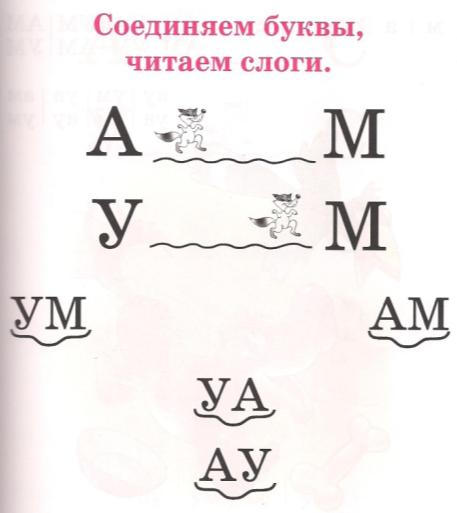 Соединяем буквы,
читаем слоги.
А М
У М
УМ АМ
УА
АУ